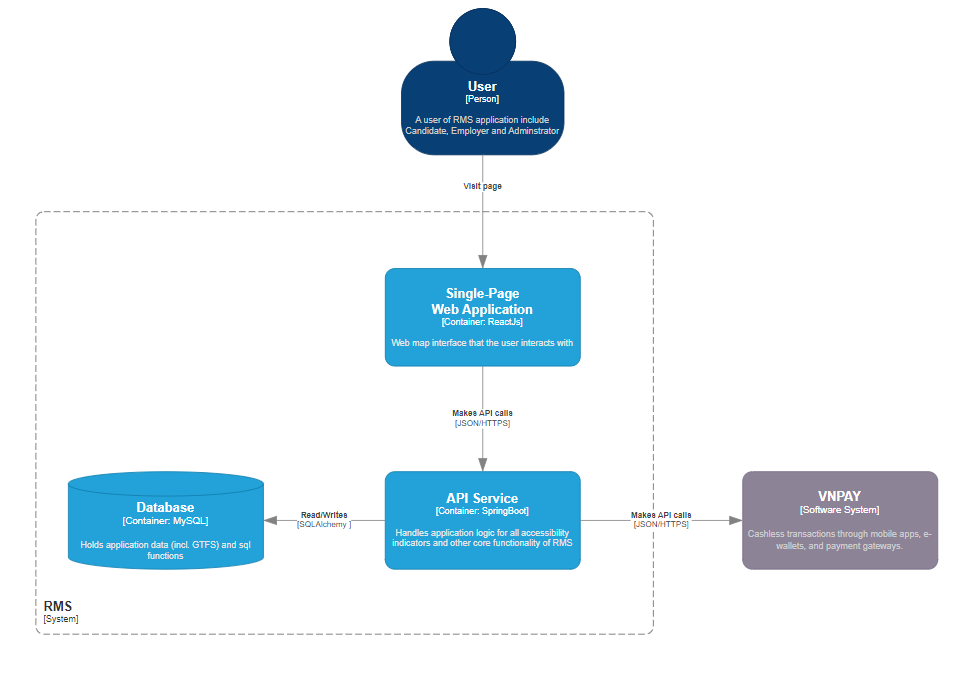 User
[Person]
A user of RMS application include
Candidate, Employer and Adminstrator
Visit page
Single-Page
Web Application
[Container: ReactJs]
Web map interface that the user interacts with
Makes API calls
[JSON/HTTPS]
Database
[Container: MySQL]
Holds application data (incl. GTFS) and sql
functions
Read/Writes
[SQLAlchemy ]
API Service
[Container: SpringBoot]
Handles application logic for all accessibility
indicators and other core functionality of RMS
Makes API calls
[JSON/HTTPS]
VNPAY
[Software System]
Cashless transactions through mobile apps, e-
wallets, and payment gateways.
RMS
[System]